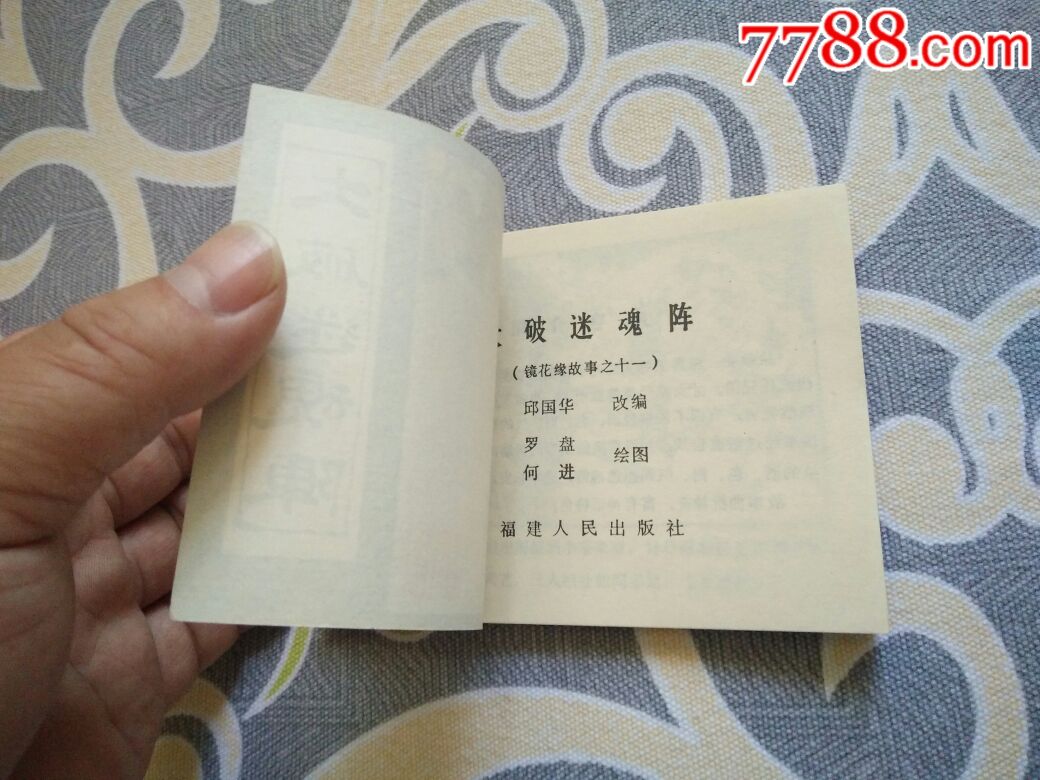 7788.com
大破迷魂阵
(镜花缘故事之十一)
邱国华 改编
罗盘
何进 绘图
福建人民出版社